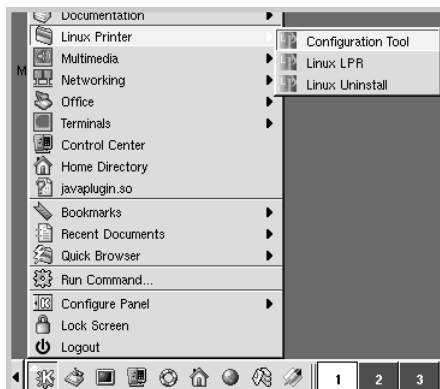 Documentation
Linux Printer
Configuration Tool
Multimedia
Linux LPR
M
Networking
Linux Uninstall
Office
Terminals
Control Center
Home Directory
javaplugin.so
Bookmarks
Recent Documents
Quick Browser
Run Command...
Configure Panel
Lock Screen
Logout
1 2 3